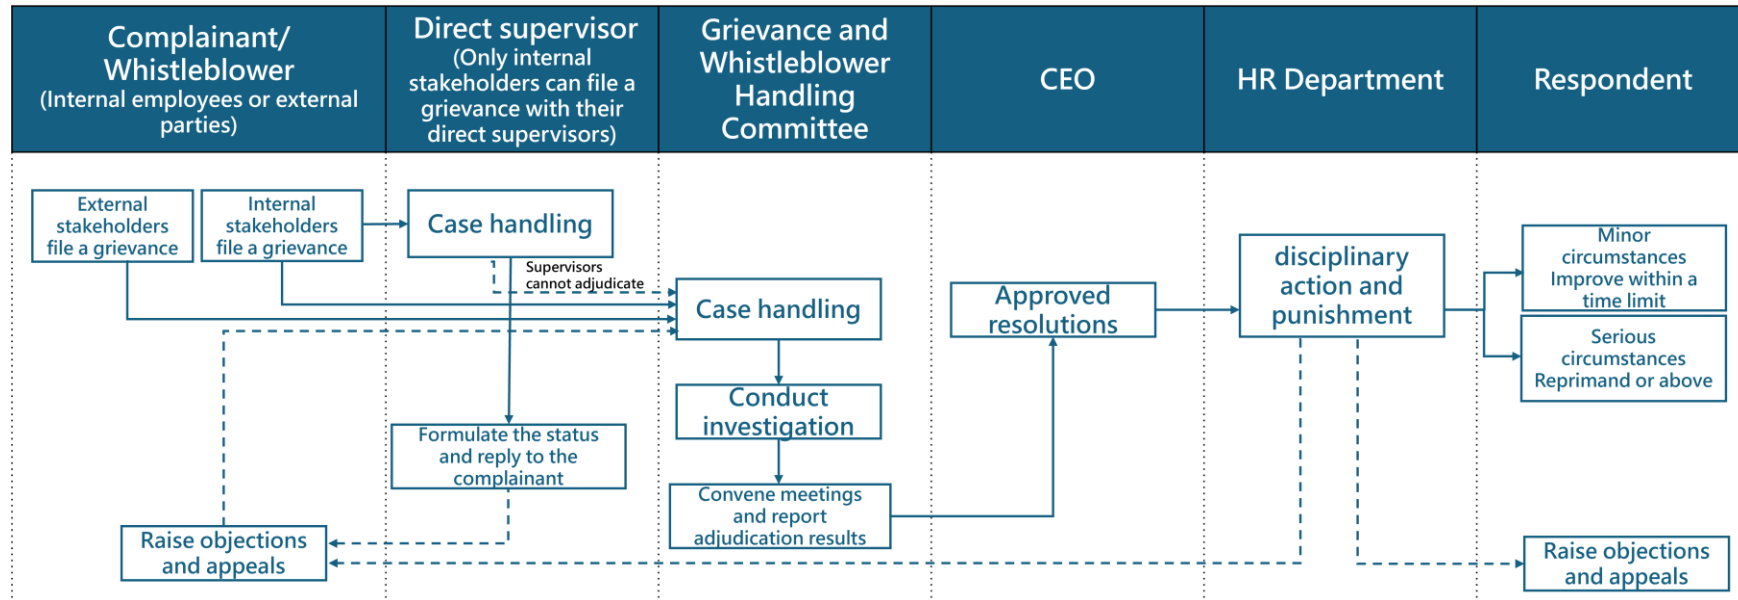 Complainant/
Whistleblower
(Internal employees or external
parties)
Direct supervisor
(Only internal
stakeholders can file a
grievance with their
direct supervisors)
Grievance and
Whistleblower
Handling
Committee
CEO
HR Department
Respondent
External
stakeholders
file a grievance
Internal
stakeholders
file a grievance
Case handling
Supervisors
cannot adjudicate
Case handling
Approved
resolutions
disciplinary
action and
punishment
Minor
circumstances
Improve within a
time limit
Serious
circumstances
Reprimand or above
Conduct
investigation
Formulate the status
and reply to the
complainant
Convene meetings
and report
adjudication results
Raise objections
and appeals
Raise objections
and appeals